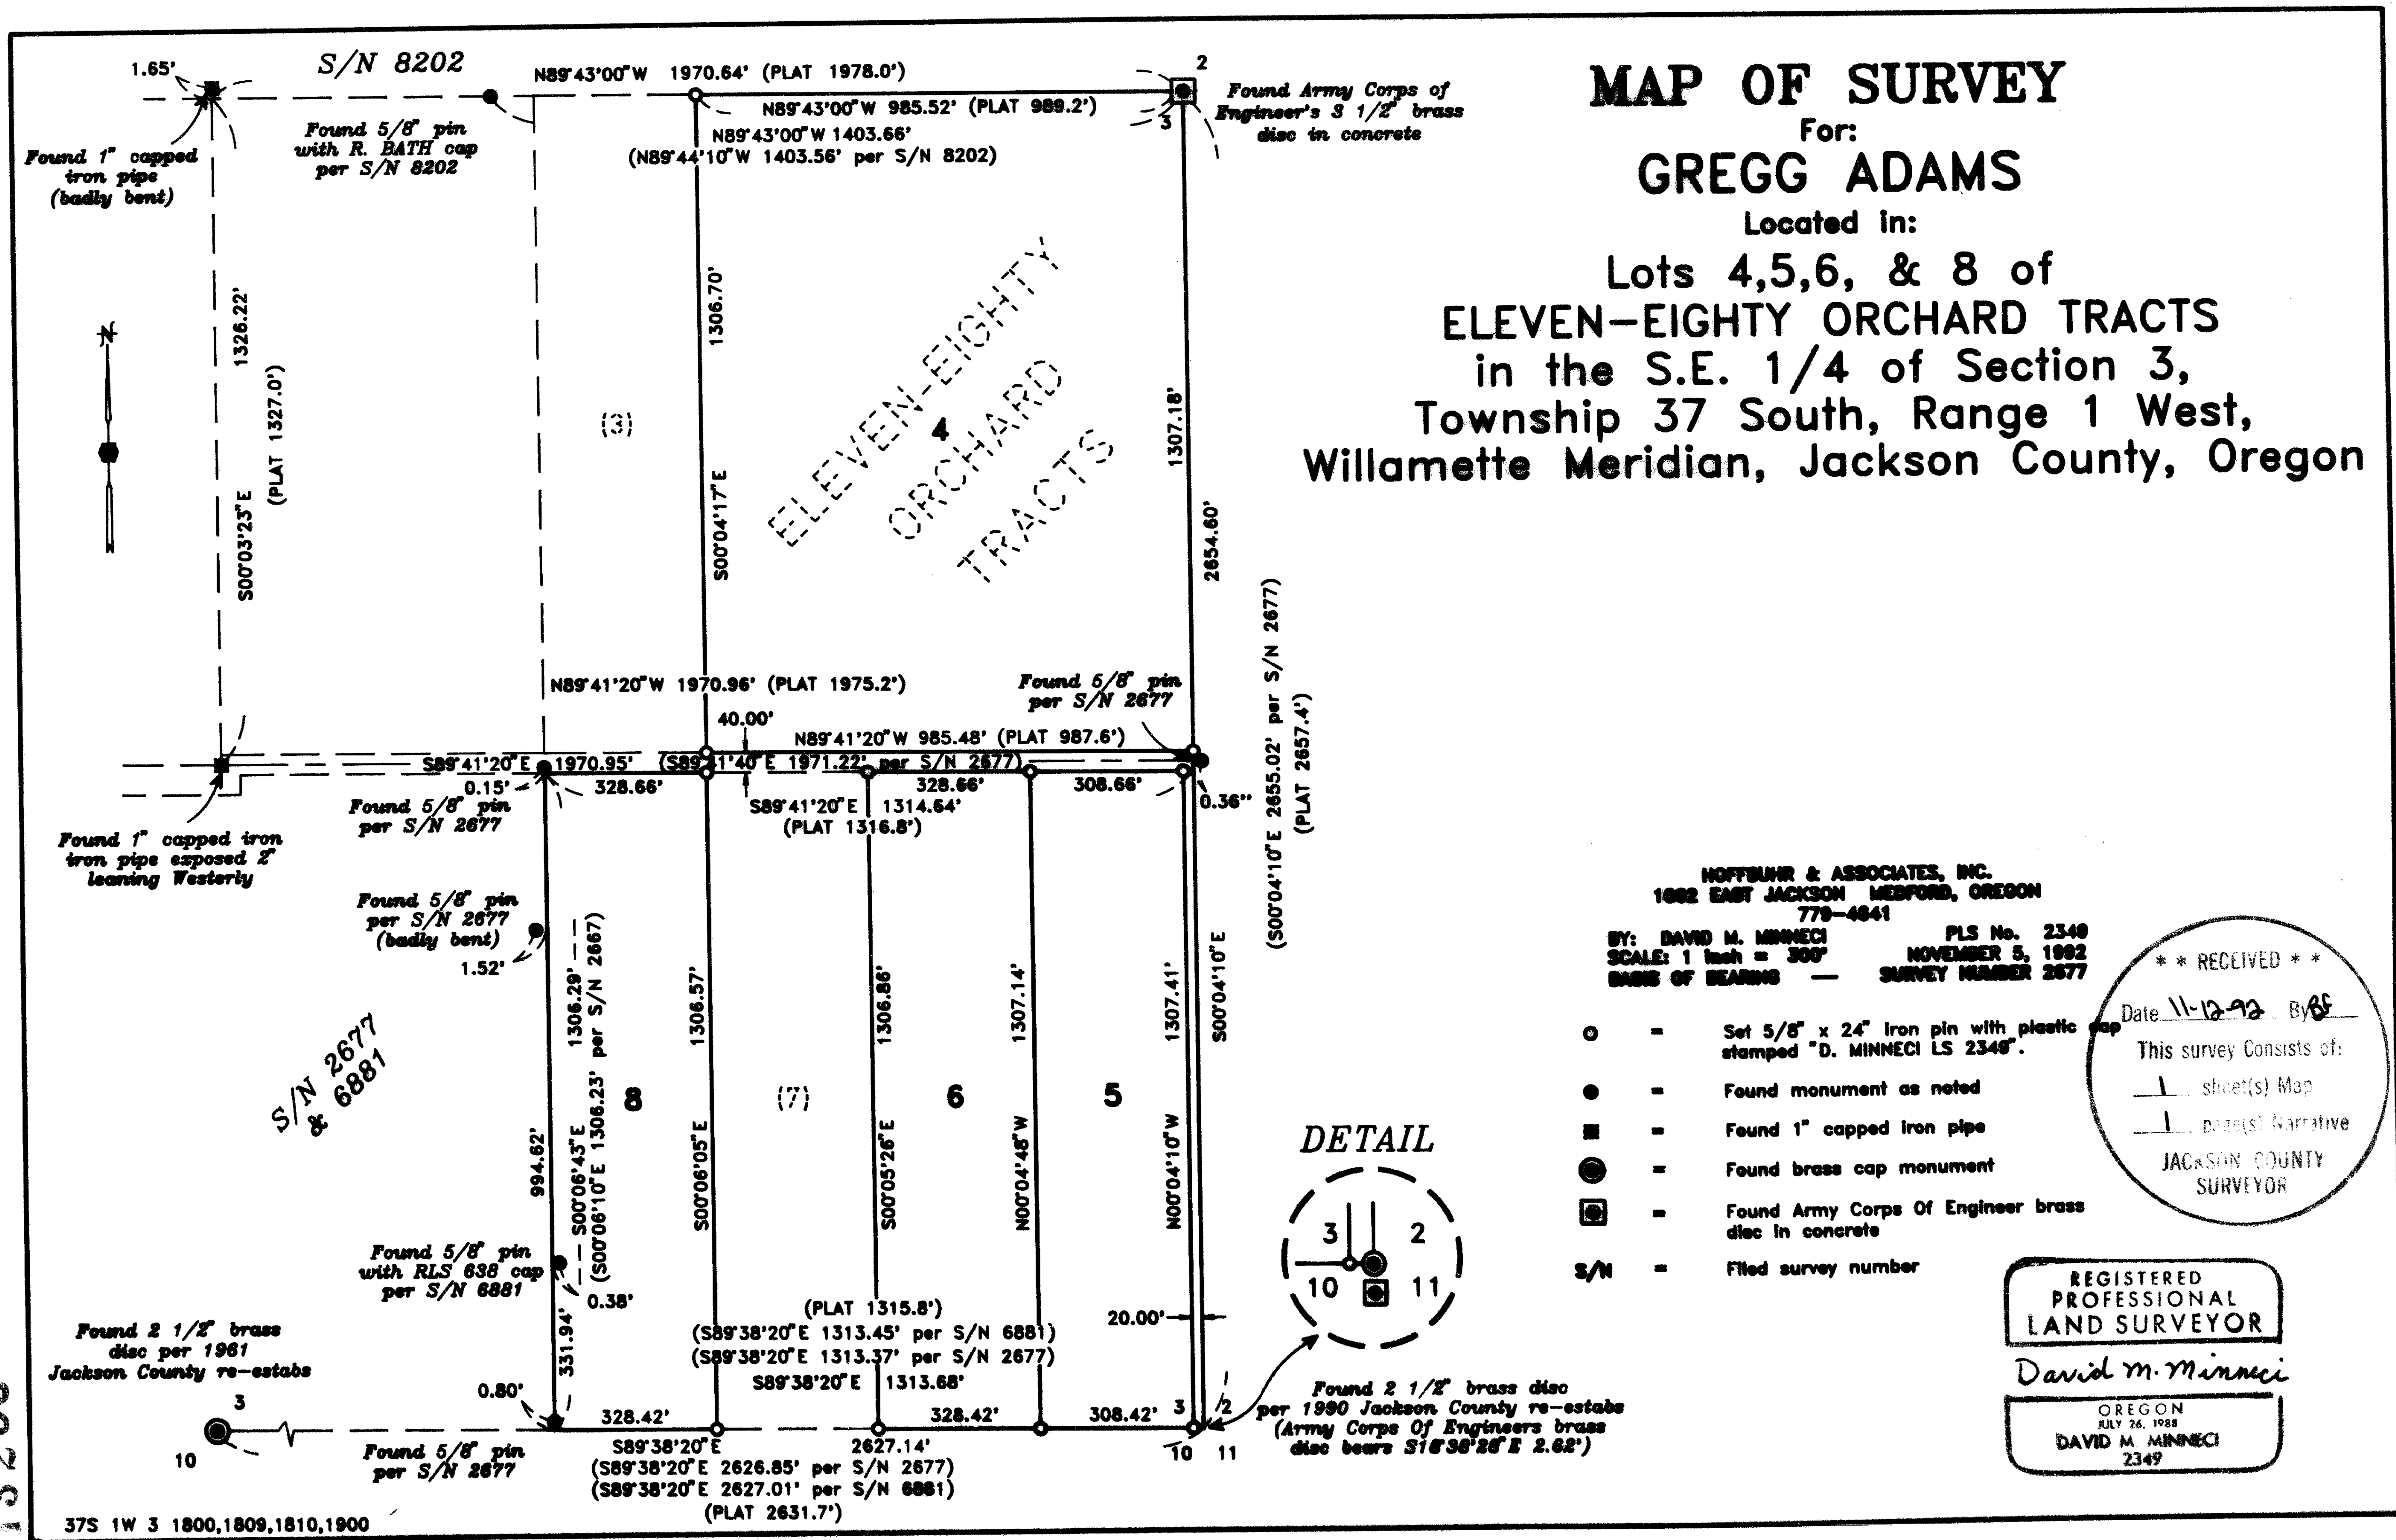 MAP OF SURVEY
For:
GREGG ADAMS
Located in:
Lots 4,5,6, & 8 of
ELEVEN-EIGHTY ORCHARD TRACTS
in the S.E. 1/4 of Section 3,
Township 37 South, Range 1 West,
Willamette Meridian, Jackson County, Oregon
1.65'
S/N 8202
N89°43'00"W 1970.64' (PLAT 1978.0')
2
3
N89°43'00"W 985.52' (PLAT 989.2')
N89°43'00"W 1403.66'
(N89°44'10"W 1403.56' per S/N 8202)
Found Army Corps of
Engineer's 3 1/2" brass
disc in concrete
Found 5/8" pin
with R. BATH cap
per S/N 8202
Found 1" capped
iron pipe
(badly bent)
N
1326.22'
S00°03'23"E
(PLAT 1327.0')
(3)
1306.70'
S00°04'17"E
ELEVEN-EIGHTY
ORCHARD
TRACTS
4
1307.18'
2654.60'
(S00°04'10"E 2655.02' per S/N 2677)
(PLAT 2657.4')
N89°41'20"W 1970.96' (PLAT 1975.2')
Found 5/8" pin
per S/N 2677
40.00'
N89°41'20"W 985.48' (PLAT 987.6')
S89°41'20"E 1970.95' (S89°41'40"E 1971.22' per S/N 2677)
0.15'
328.66'
328.66'
308.66'
0.36"
S89°41'20"E 1314.64'
(PLAT 1316.8')
Found 5/8" pin
per S/N 2677
Found 1" capped iron
iron pipe exposed 2"
leaning Westerly
Found 5/8" pin
per S/N 2677
(badly bent)
1.52'
S/N 2677
& 6881
994.62'
1306.29'
S00°06'43"E
(S00°06'10"E 1306.23' per S/N 2667)
8
1306.57'
S00°06'05"E
(7)
1306.86'
S00°05'26"E
6
1307.14'
N00°04'48"W
5
1307.41'
N00°04'10"W
S00°04'10"E
Found 5/8" pin
with RLS 638 cap
per S/N 6881
0.38'
331.94'
(PLAT 1315.8')
(S89°38'20"E 1313.45' per S/N 6881)
(S89°38'20"E 1313.37' per S/N 2677)
S89°38'20"E 1313.68'
20.00'
Found 2 1/2" brass
disc per 1961
Jackson County re-estabs
3
10
0.80'
Found 5/8" pin
per S/N 2677
328.42'
328.42'
308.42'
3 2
10 11
S89°38'20"E 2627.14'
(S89°38'20"E 2626.85' per S/N 2677)
(S89°38'20"E 2627.01' per S/N 6881)
(PLAT 2631.7')
37S 1W 3 1800,1809,1810,1900
DETAIL
3 2
10 11
Found 2 1/2" brass disc
per 1990 Jackson County re-estabs
(Army Corps Of Engineers brass
disc bears S18°38'28"E 2.62')
HOFFBUHR & ASSOCIATES, INC.
1062 EAST JACKSON MEDFORD, OREGON
779-4641
BY: DAVID M. MINNECI PLS No. 2349
SCALE: 1 Inch = 300' NOVEMBER 5, 1992
BASIS OF BEARING — SURVEY NUMBER 2677
= Set 5/8" x 24" iron pin with plastic cap
stamped "D. MINNECI LS 2349".
= Found monument as noted
= Found 1" capped iron pipe
= Found brass cap monument
= Found Army Corps Of Engineer brass
disc in concrete
S/N = Filed survey number
* * RECEIVED * *
Date 11-12-92 By BF
This survey Consists of:
1 sheet(s) Map
1 page(s) Narrative
JACKSON COUNTY
SURVEYOR
REGISTERED
PROFESSIONAL
LAND SURVEYOR
David M. Minneci
OREGON
JULY 26, 1988
DAVID M. MINNECI
2349